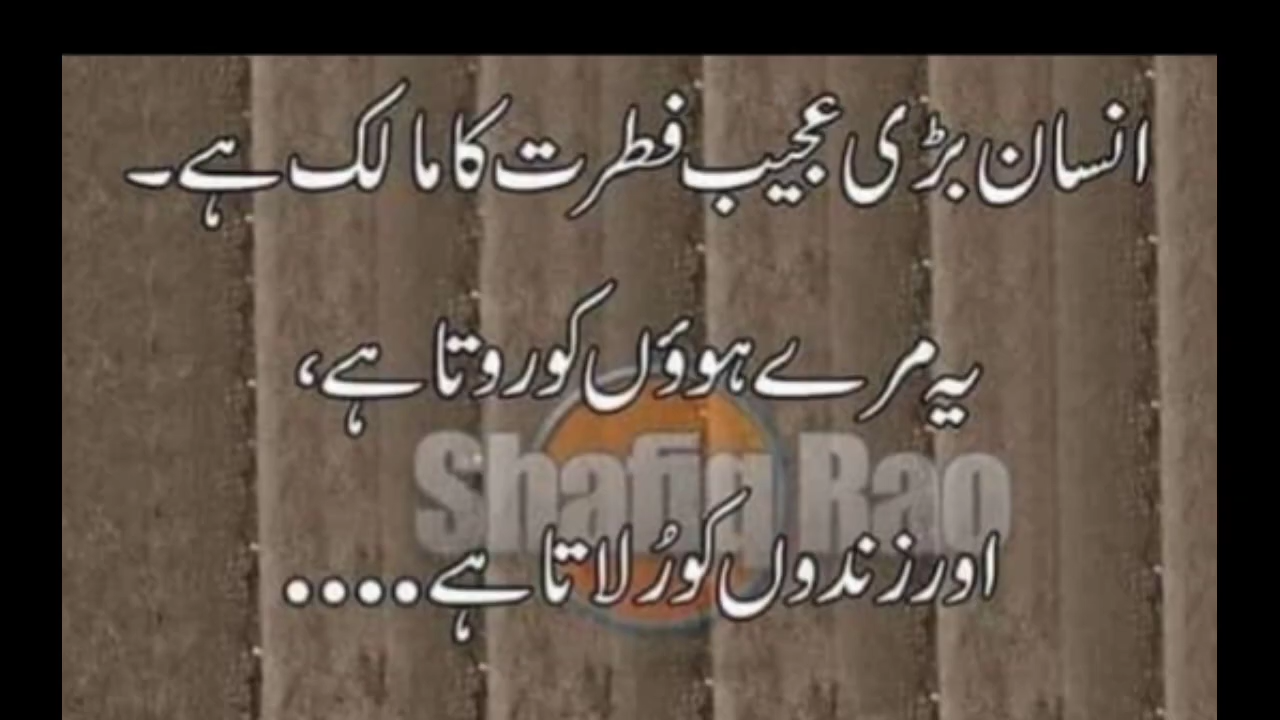 انسان بڑی عجیب فطرت کا مالک ہے۔
یہ مرے ہوؤں کو روتا ہے،
Shafiq Rao
اور زندوں کو رُلاتا ہے....